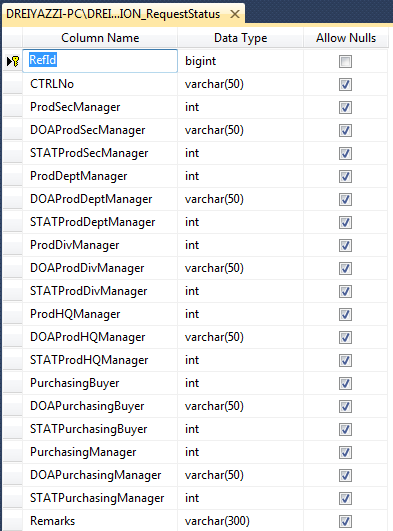 DREIYAZZI-PC\DREI...ION_RequestStatus
Column Name Data Type Allow Nulls
RefId bigint
CTRLNo varchar(50)
ProdSecManager int
DOAProdSecManager varchar(50)
STATProdSecManager int
ProdDeptManager int
DOAProdDeptManager varchar(50)
STATProdDeptManager int
ProdDivManager int
DOAProdDivManager varchar(50)
STATProdDivManager int
ProdHQManager int
DOAProdHQManager varchar(50)
STATProdHQManager int
PurchasingBuyer int
DOAPurchasingBuyer varchar(50)
STATPurchasingBuyer int
PurchasingManager int
DOAPurchasingManager varchar(50)
STATPurchasingManager int
Remarks varchar(300)